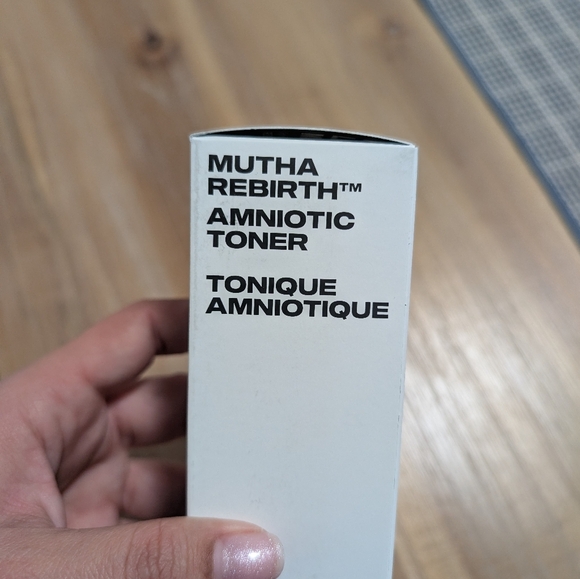 MUTHA
REBIRTH™
AMNIOTIC
TONER
TONIQUE
AMNIOTIQUE